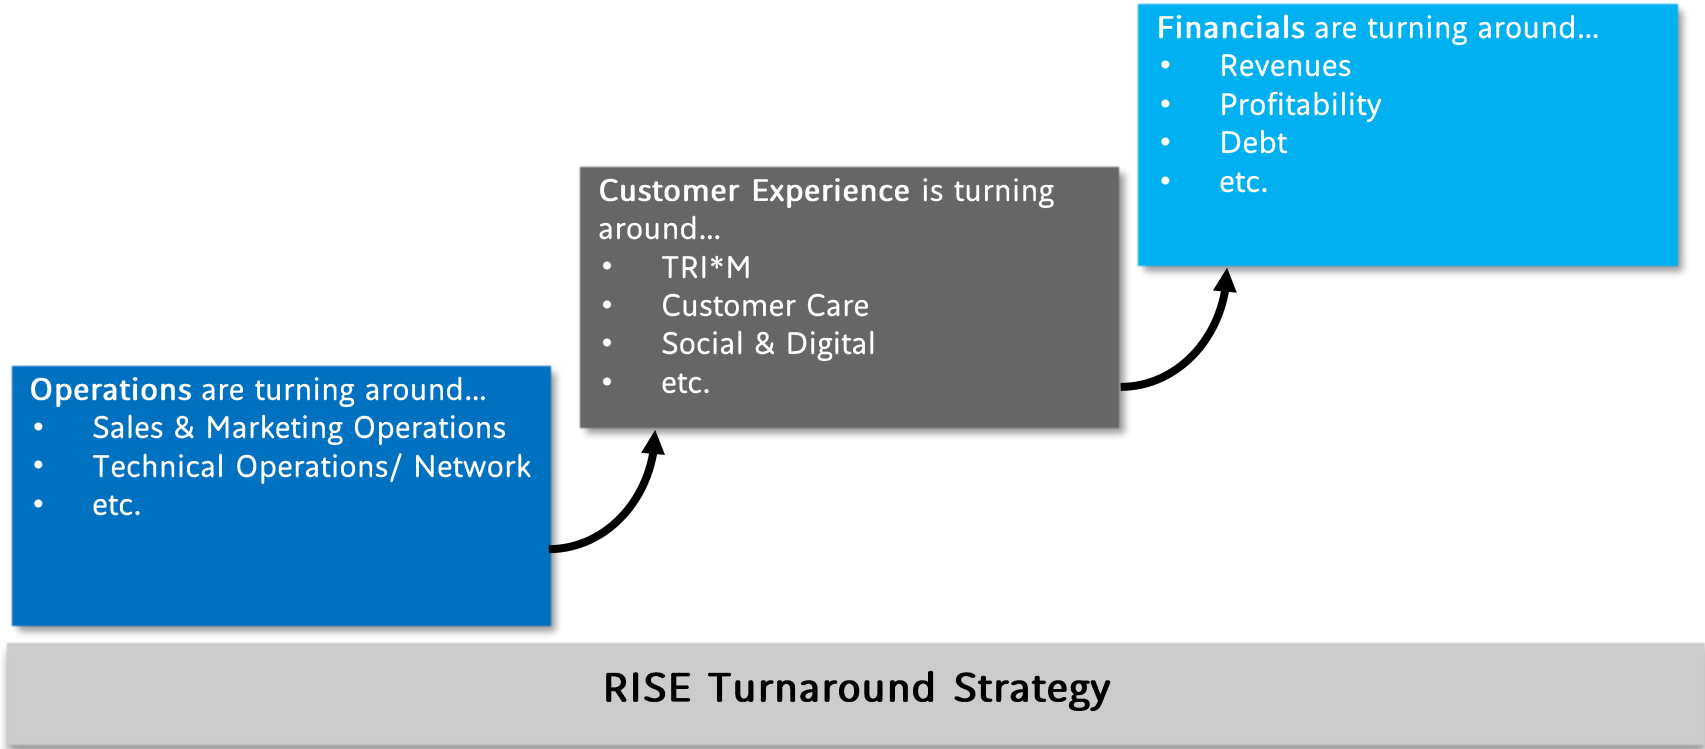 Financials are turning around...
• Revenues
• Profitability
• Debt
• etc.
Customer Experience is turning
around...
• TRI*M
• Customer Care
• Social & Digital
• etc.
Operations are turning around...
• Sales & Marketing Operations
• Technical Operations/ Network
• etc.
RISE Turnaround Strategy